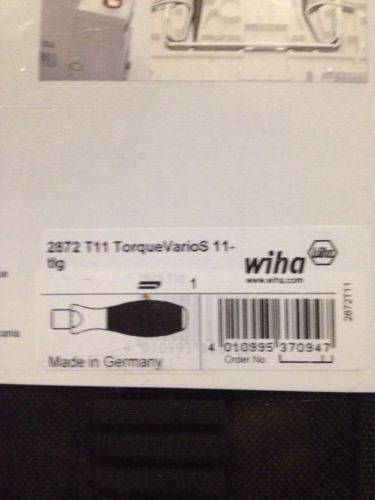 2872 T11 TorqueVarioS 11-
tlg
wiha wiha
www.wiha.com
1
2872T11
4 010995 370947
Made in Germany
Order No: